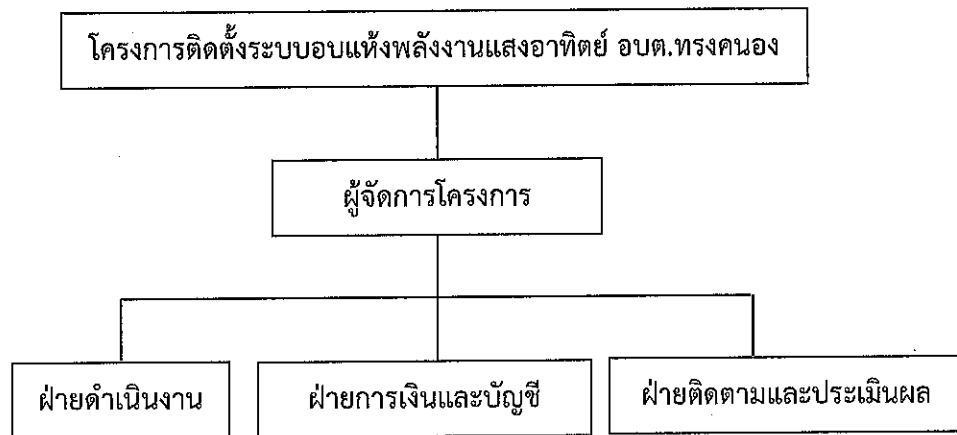 โครงการติดตั้งระบบอบแห้งพลังงานแสงอาทิตย์ อบต.ทรงคนอง
ผู้จัดการโครงการ
ฝ่ายดำเนินงาน
ฝ่ายการเงินและบัญชี
ฝ่ายติดตามและประเมินผล